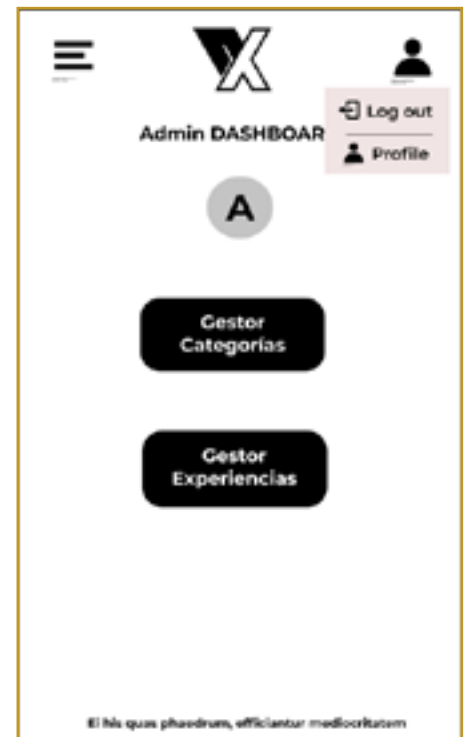 Log out
Admin DASHBOAR
Profile
A
Gestor
Categorías
Gestor
Experiencias
Ei his quas phaedrum, efficiantur mediocritatem